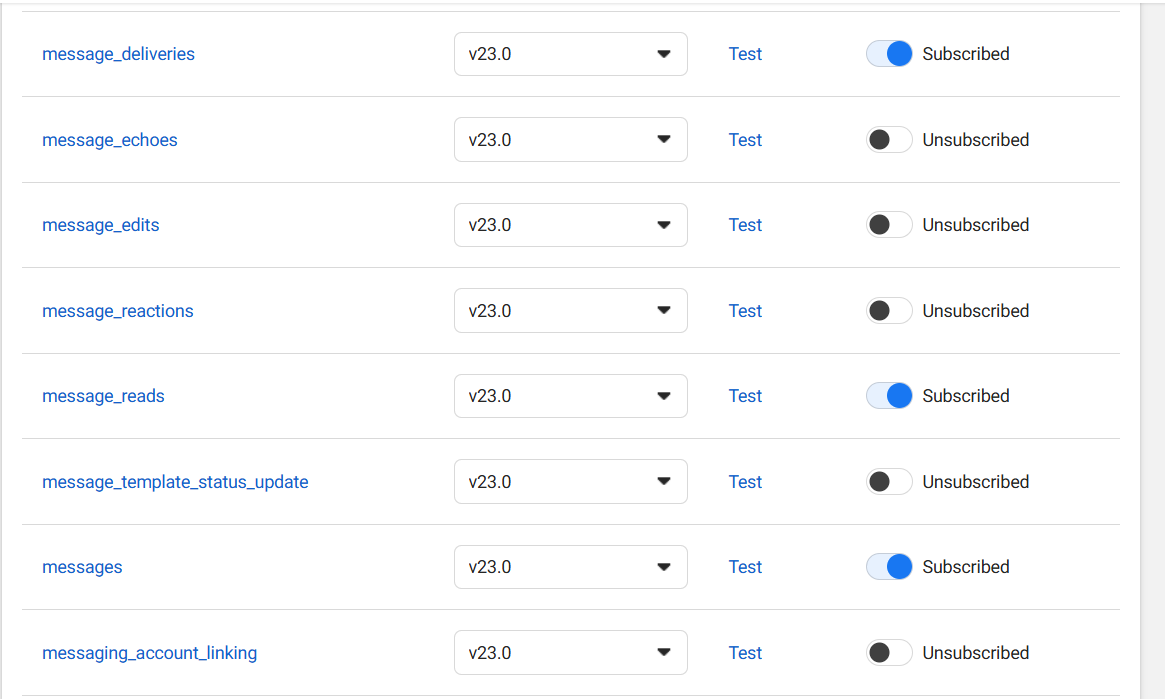 message_deliveries v23.0 Test Subscribed
message_echoes v23.0 Test Unsubscribed
message_edits v23.0 Test Unsubscribed
message_reactions v23.0 Test Unsubscribed
message_reads v23.0 Test Subscribed
message_template_status_update v23.0 Test Unsubscribed
messages v23.0 Test Subscribed
messaging_account_linking v23.0 Test Unsubscribed